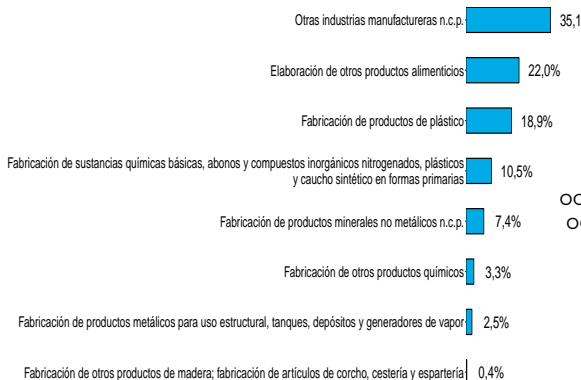 Otras industrias manufactureras n.c.p.
35,1
Elaboración de otros productos alimenticios
22,0%
Fabricación de productos de plástico
18,9%
Fabricación de sustancias químicas básicas, abonos y compuestos inorgánicos nitrogenados, plásticos
y caucho sintético en formas primarias
10,5%
Fabricación de productos minerales no metálicos n.c.p.
7,4%
Fabricación de otros productos químicos
3,3%
Fabricación de productos metálicos para uso estructural, tanques, depósitos y generadores de vapor
2,5%
Fabricación de otros productos de madera; fabricación de artículos de corcho, cestería y espartería
0,4%